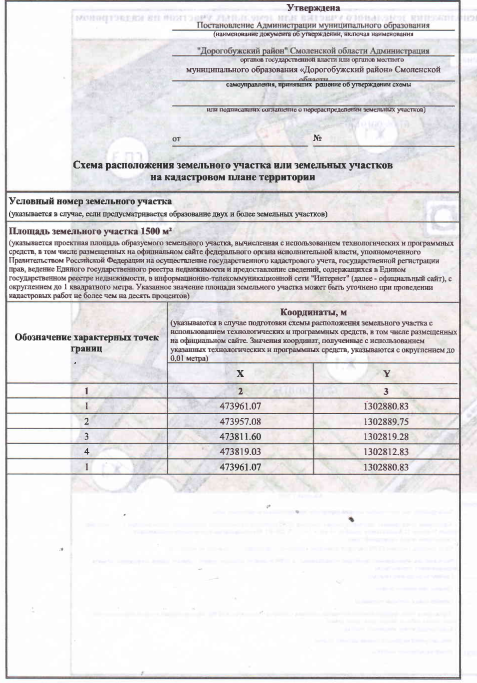 Утверждена
Постановление Администрации муниципального образования
(наименование документа об утверждении, включая наименования
"Дорогобужский район" Смоленской области Администрация
органов государственной власти или органов местного
муниципального образования «Дорогобужский район» Смоленской
области
самоуправления, принявших решение об утверждении схемы
или подписавших соглашение о перераспределении земельных участков)
от №
Схема расположения земельного участка или земельных участков
на кадастровом плане территории
Условный номер земельного участка
(указывается в случае, если предусматривается образование двух и более земельных участков)
Площадь земельного участка 1500 м²
(указывается проектная площадь образуемого земельного участка, вычисленная с использованием технологических и программных
средств, в том числе размещенных на официальном сайте федерального органа исполнительной власти, уполномоченного
Правительством Российской Федерации на осуществление государственного кадастрового учета, государственной регистрации
прав, ведение Единого государственного реестра недвижимости и предоставление сведений, содержащихся в Едином
государственном реестре недвижимости, в информационно-телекоммуникационной сети "Интернет" (далее - официальный сайт), с
округлением до 1 квадратного метра. Указанное значение площади земельного участка может быть уточнено при проведении
кадастровых работ не более чем на десять процентов)
Обозначение характерных точек
границ
Координаты, м
(указываются в случае подготовки схемы расположения земельного участка с
использованием технологических и программных средств, в том числе размещенных
на официальном сайте. Значения координат, полученные с использованием
указанных технологических и программных средств, указываются с округлением до
0,01 метра)
X Y
1 2 3
1 473961.07 1302880.83
2 473957.08 1302889.75
3 473811.60 1302819.28
4 473819.03 1302812.83
1 473961.07 1302880.83